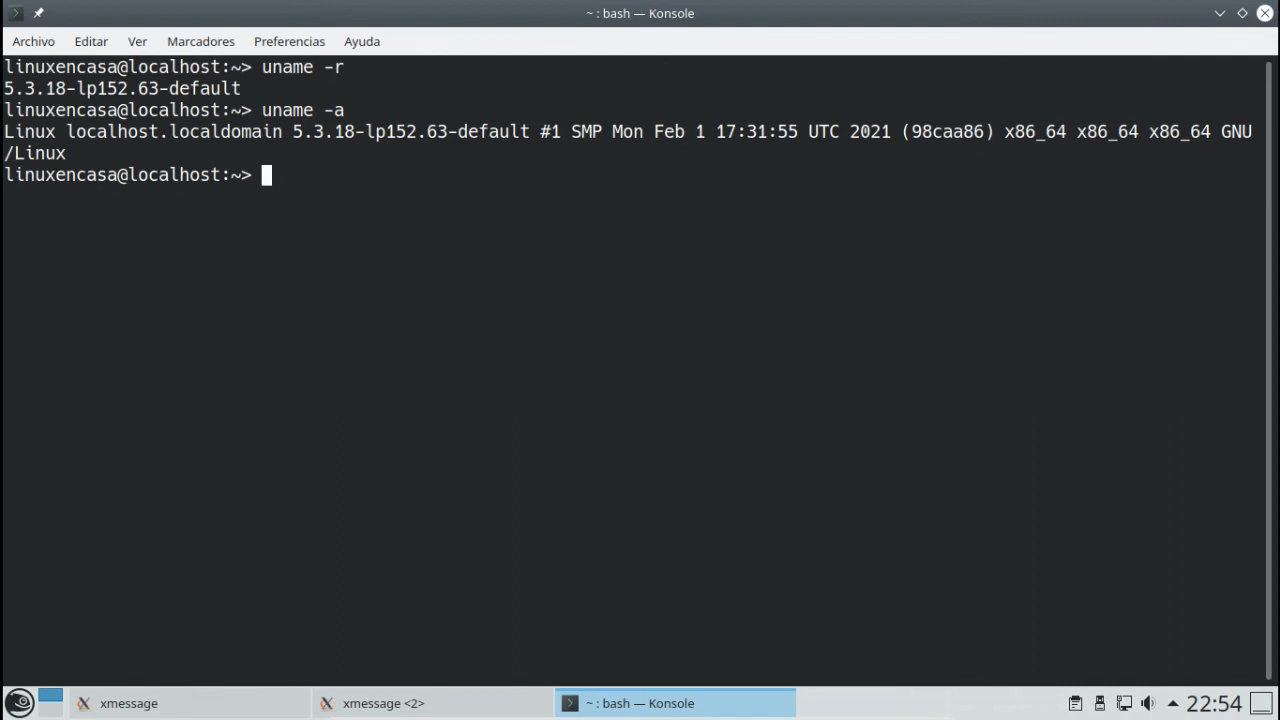 ~ : bash — Konsole
Archivo Editar Ver Marcadores Preferencias Ayuda
linuxencasa@localhost:~> uname -r
5.3.18-lp152.63-default
linuxencasa@localhost:~> uname -a
Linux localhost.localdomain 5.3.18-lp152.63-default #1 SMP Mon Feb 1 17:31:55 UTC 2021 (98caa86) x86_64 x86_64 x86_64 GNU
/Linux
linuxencasa@localhost:~>
xmessage xmessage <2> ~ : bash — Konsole 22:54